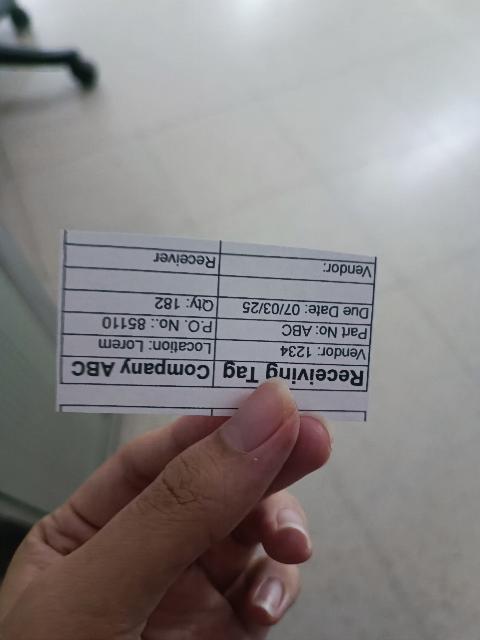 Receiving Tag Company ABC
Vendor: 1234 Location: Lorem
Part No: ABC P.O. No.: 85110
Due Date: 07/03/25 Qty: 182
Vendor: Receiver